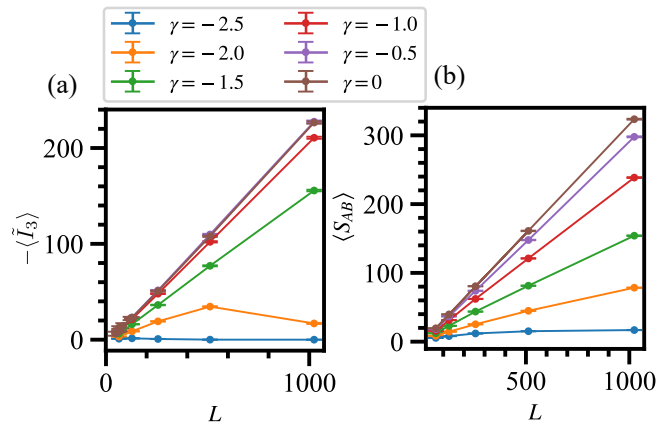 γ = −2.5
γ = −2.0
γ = −1.5
γ = −1.0
γ = −0.5
γ = 0
(a)
−⟨Ĩ₃⟩
200
100
0
0
1000
L
(b)
⟨S_AB⟩
300
200
100
0
500
1000
L